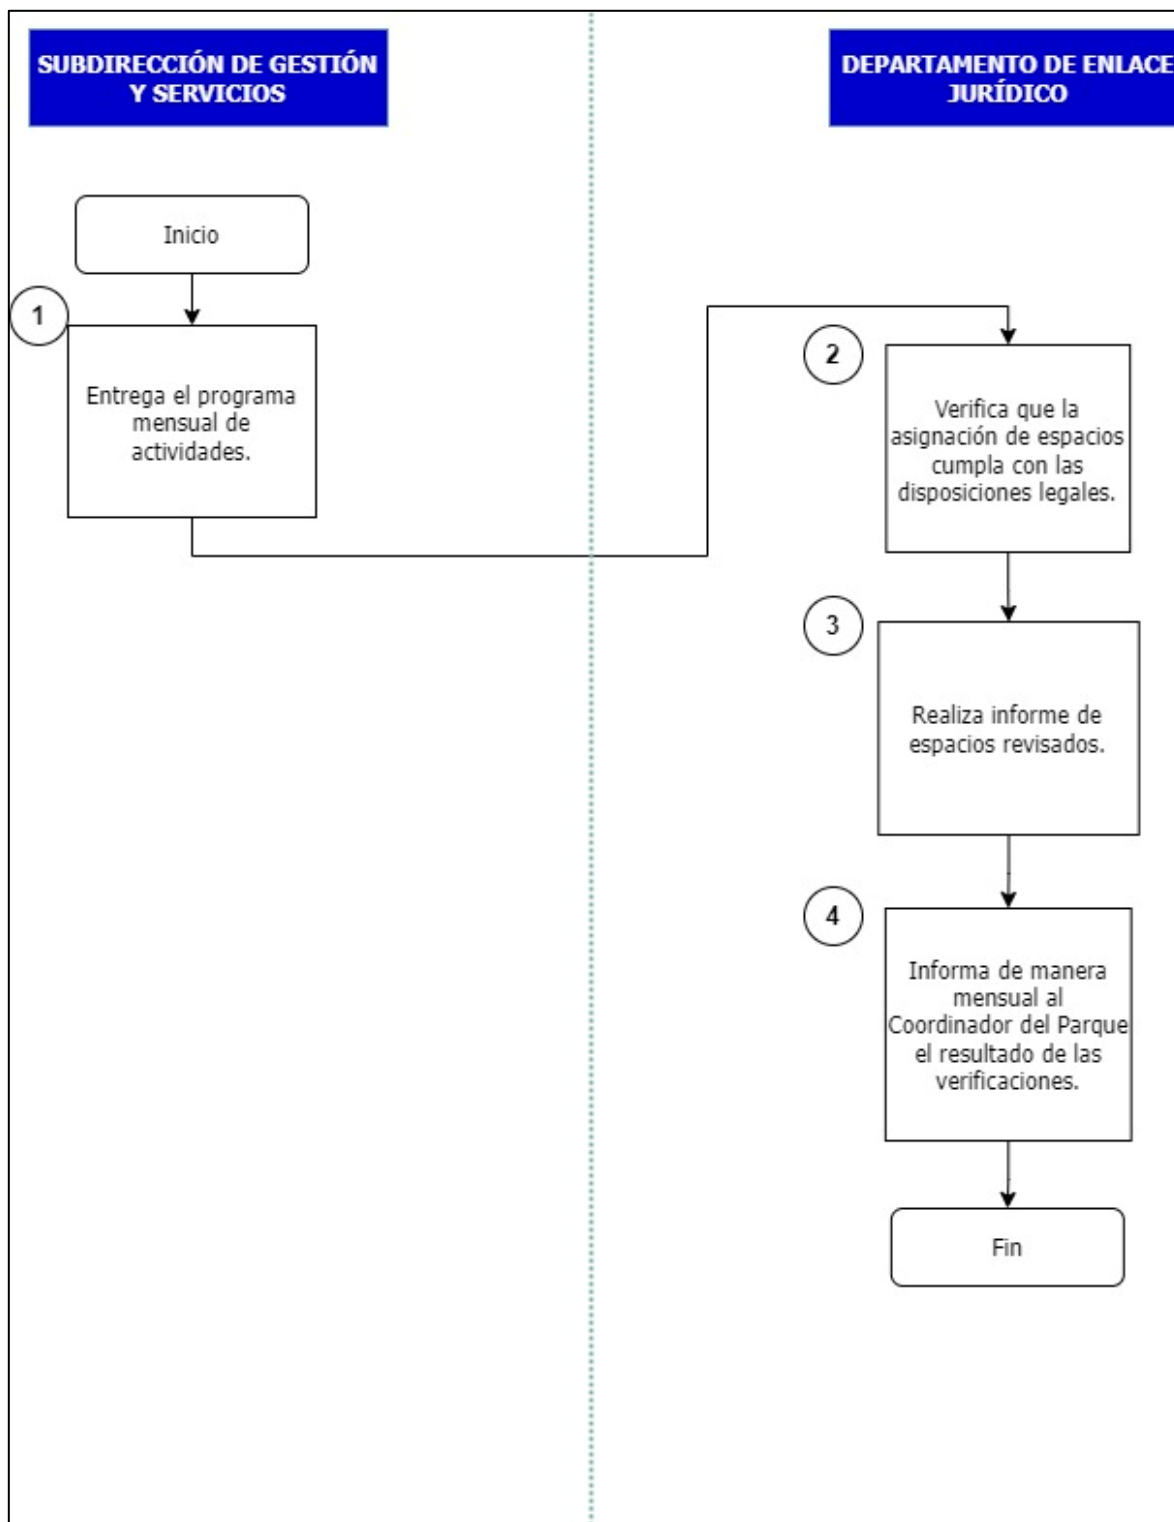 SUBDIRECCIÓN DE GESTIÓN
Y SERVICIOS
DEPARTAMENTO DE ENLACE
JURÍDICO
Inicio
1
Entrega el programa
mensual de
actividades.
2
Verifica que la
asignación de espacios
cumpla con las
disposiciones legales.
3
Realiza informe de
espacios revisados.
4
Informa de manera
mensual al
Coordinador del Parque
el resultado de las
verificaciones.
Fin